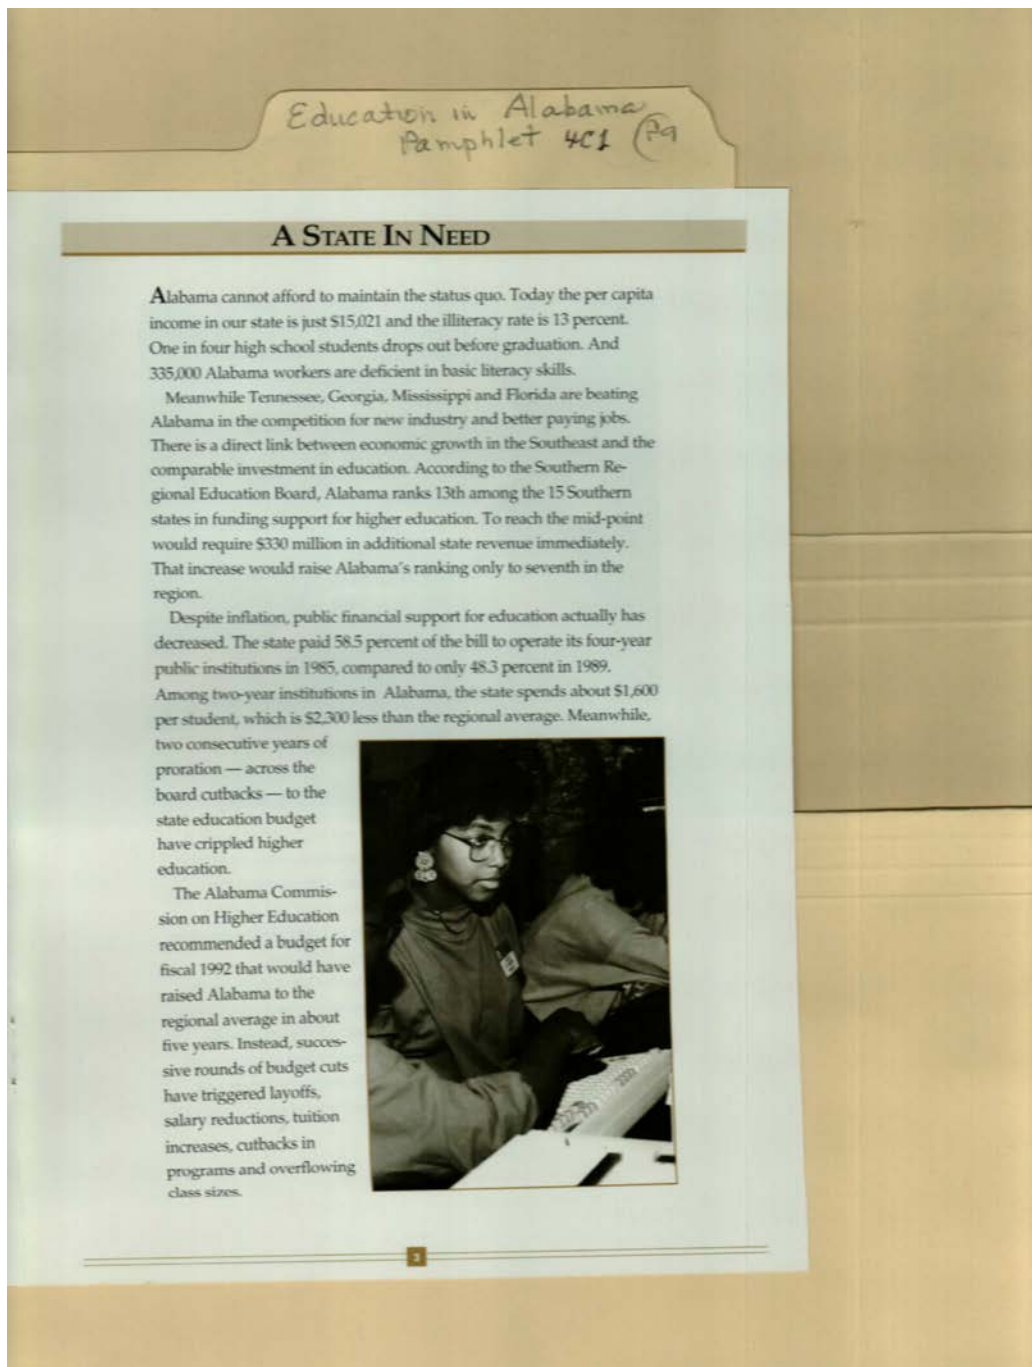 Education in Alabama
Pamphlet 4C1
A STATE IN NEED
Alabama cannot afford to maintain the status quo. Today the per capita
income in our state is just $15,021 and the illiteracy rate is 13 percent.
One in four high school students drops out before graduation. And
335,000 Alabama workers are deficient in basic literacy skills.
Meanwhile Tennessee, Georgia, Mississippi and Florida are beating
Alabama in the competition for new industry and better paying jobs.
There is a direct link between economic growth in the Southeast and the
comparable investment in education. According to the Southern Re-
gional Education Board, Alabama ranks 13th among the 15 Southern
states in funding support for higher education. To reach the mid-point
would require $330 million in additional state revenue immediately.
That increase would raise Alabama's ranking only to seventh in the
region.
Despite inflation, public financial support for education actually has
decreased. The state paid 58.5 percent of the bill to operate its four-year
public institutions in 1985, compared to only 48.3 percent in 1989.
Among two-year institutions in Alabama, the state spends about $1,600
per student, which is $2,300 less than the regional average. Meanwhile,
two consecutive years of
proration — across the
board cutbacks — to the
state education budget
have crippled higher
education.
The Alabama Commis-
sion on Higher Education
recommended a budget for
fiscal 1992 that would have
raised Alabama to the
regional average in about
five years. Instead, succes-
sive rounds of budget cuts
have triggered layoffs,
salary reductions, tuition
increases, cutbacks in
programs and overflowing
class sizes.
3